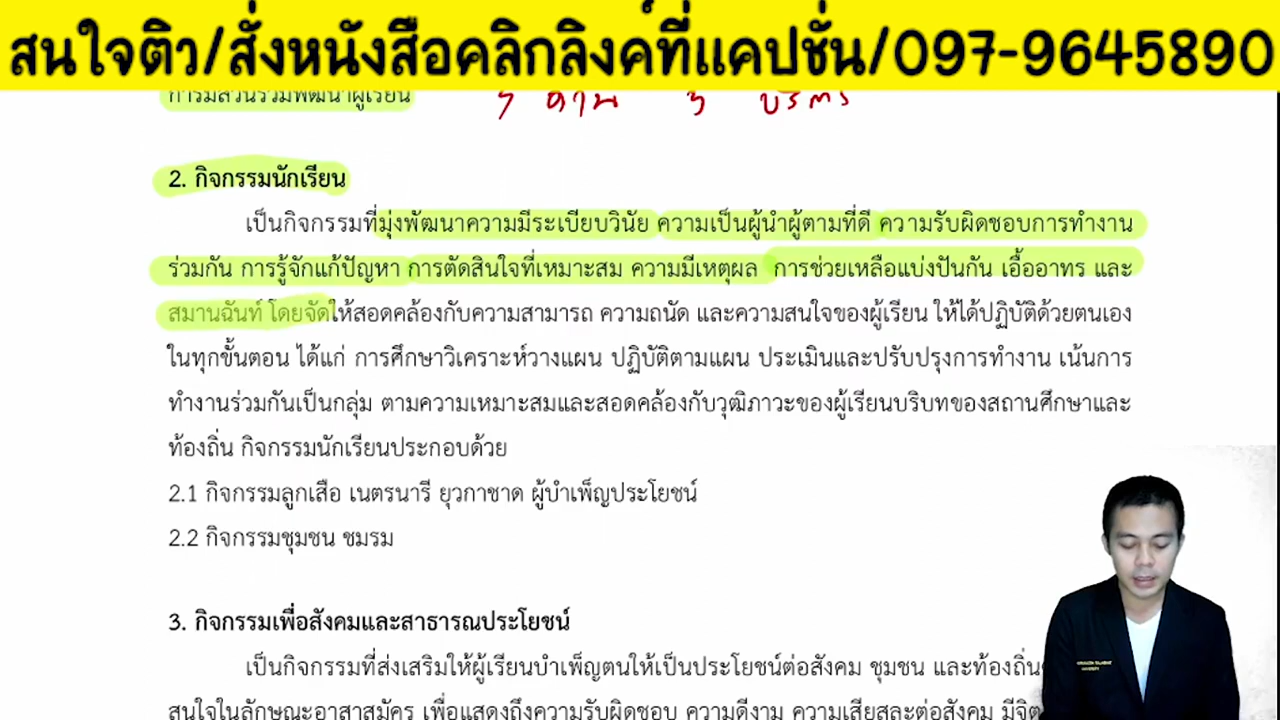 สนใจติว/สั่งหนังสือคลิกลิงค์ที่แคปชั่น/097-9645890
การมีส่วนร่วมพัฒนาผู้เรียน
2. กิจกรรมนักเรียน
เป็นกิจกรรมที่มุ่งพัฒนาความมีระเบียบวินัย ความเป็นผู้นำผู้ตามที่ดี ความรับผิดชอบการทำงาน
ร่วมกัน การรู้จักแก้ปัญหา การตัดสินใจที่เหมาะสม ความมีเหตุผล การช่วยเหลือแบ่งปันกัน เอื้ออาทร และ
สมานฉันท์ โดยจัดให้สอดคล้องกับความสามารถ ความถนัด และความสนใจของผู้เรียน ให้ได้ปฏิบัติด้วยตนเอง
ในทุกขั้นตอน ได้แก่ การศึกษาวิเคราะห์วางแผน ปฏิบัติตามแผน ประเมินและปรับปรุงการทำงาน เน้นการ
ทำงานร่วมกันเป็นกลุ่ม ตามความเหมาะสมและสอดคล้องกับวุฒิภาวะของผู้เรียนบริบทของสถานศึกษาและ
ท้องถิ่น กิจกรรมนักเรียนประกอบด้วย
2.1 กิจกรรมลูกเสือ เนตรนารี ยุวกาชาด ผู้บำเพ็ญประโยชน์
2.2 กิจกรรมชุมชน ชมรม
3. กิจกรรมเพื่อสังคมและสาธารณประโยชน์
เป็นกิจกรรมที่ส่งเสริมให้ผู้เรียนบำเพ็ญตนให้เป็นประโยชน์ต่อสังคม ชุมชน และท้องถิ่น
สนใจในลักษณะอาสาสมัคร เพื่อแสดงถึงความรับผิดชอบ ความดีงาม ความเสียสละต่อสังคม มีจิต